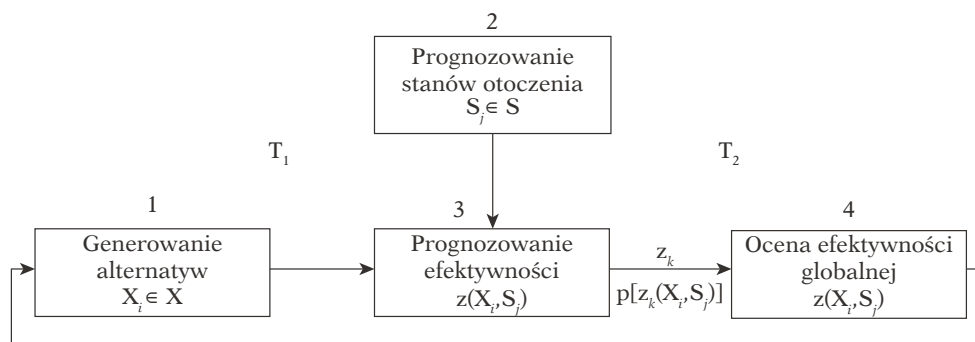 2
Prognozowanie
stanów otoczenia
Sj ∈ S
T1
T2
1
Generowanie
alternatyw
Xi ∈ X
3
Prognozowanie
efektywności
z(Xi,Sj)
zk
p[zk(Xi,Sj)]
4
Ocena efektywności
globalnej
z(Xi,Sj)